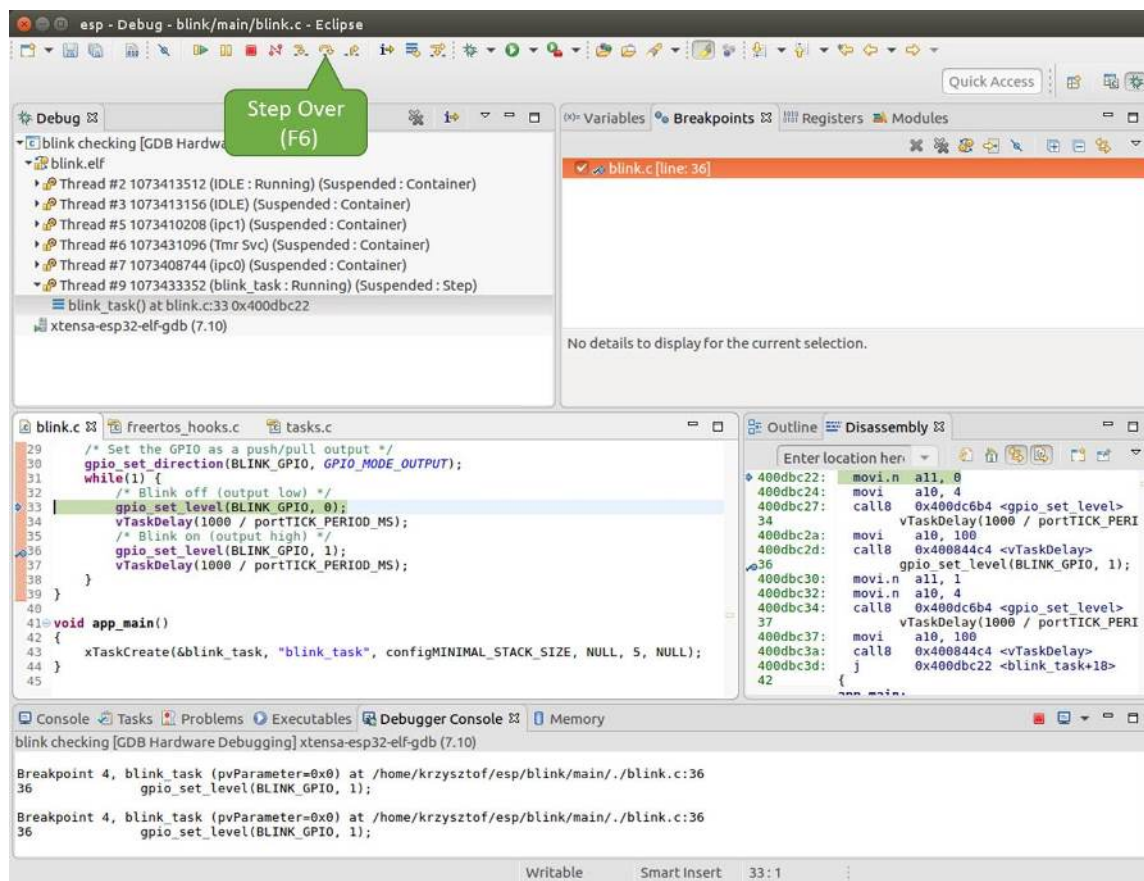 esp - Debug - blink/main/blink.c - Eclipse
Quick Access
Step Over
(F6)
Debug
blink checking [GDB Hardwa
blink.elf
Thread #2 1073413512 (IDLE : Running) (Suspended : Container)
Thread #3 1073413156 (IDLE) (Suspended : Container)
Thread #5 1073410208 (ipc1) (Suspended : Container)
Thread #6 1073431096 (Tmr Svc) (Suspended : Container)
Thread #7 1073408744 (ipc0) (Suspended : Container)
Thread #9 1073433352 (blink_task : Running) (Suspended : Step)
blink_task() at blink.c:33 0x400dbc22
xtensa-esp32-elf-gdb (7.10)
(x)= Variables Breakpoints Registers Modules
blink.c [line: 36]
No details to display for the current selection.
blink.c freertos_hooks.c tasks.c
29 /* Set the GPIO as a push/pull output */
30 gpio_set_direction(BLINK_GPIO, GPIO_MODE_OUTPUT);
31 while(1) {
32 /* Blink off (output low) */
33 gpio_set_level(BLINK_GPIO, 0);
34 vTaskDelay(1000 / portTICK_PERIOD_MS);
35 /* Blink on (output high) */
36 gpio_set_level(BLINK_GPIO, 1);
37 vTaskDelay(1000 / portTICK_PERIOD_MS);
38 }
39 }
40
41 void app_main()
42 {
43 xTaskCreate(&blink_task, "blink_task", configMINIMAL_STACK_SIZE, NULL, 5, NULL);
44 }
45
Outline Disassembly
Enter location her
400dbc22: movi.n a11, 0
400dbc24: movi a10, 4
400dbc27: call8 0x400dc6b4 <gpio_set_level>
34 vTaskDelay(1000 / portTICK_PERI
400dbc2a: movi a10, 100
400dbc2d: call8 0x400844c4 <vTaskDelay>
36 gpio_set_level(BLINK_GPIO, 1);
400dbc30: movi.n a11, 1
400dbc32: movi.n a10, 4
400dbc34: call8 0x400dc6b4 <gpio_set_level>
37 vTaskDelay(1000 / portTICK_PERI
400dbc37: movi a10, 100
400dbc3a: call8 0x400844c4 <vTaskDelay>
400dbc3d: j 0x400dbc22 <blink_task+18>
42 {
app_main:
Console Tasks Problems Executables Debugger Console Memory
blink checking [GDB Hardware Debugging] xtensa-esp32-elf-gdb (7.10)
Breakpoint 4, blink_task (pvParameter=0x0) at /home/krzysztof/esp/blink/main/./blink.c:36
36 gpio_set_level(BLINK_GPIO, 1);
Breakpoint 4, blink_task (pvParameter=0x0) at /home/krzysztof/esp/blink/main/./blink.c:36
36 gpio_set_level(BLINK_GPIO, 1);
Writable Smart Insert 33 : 1